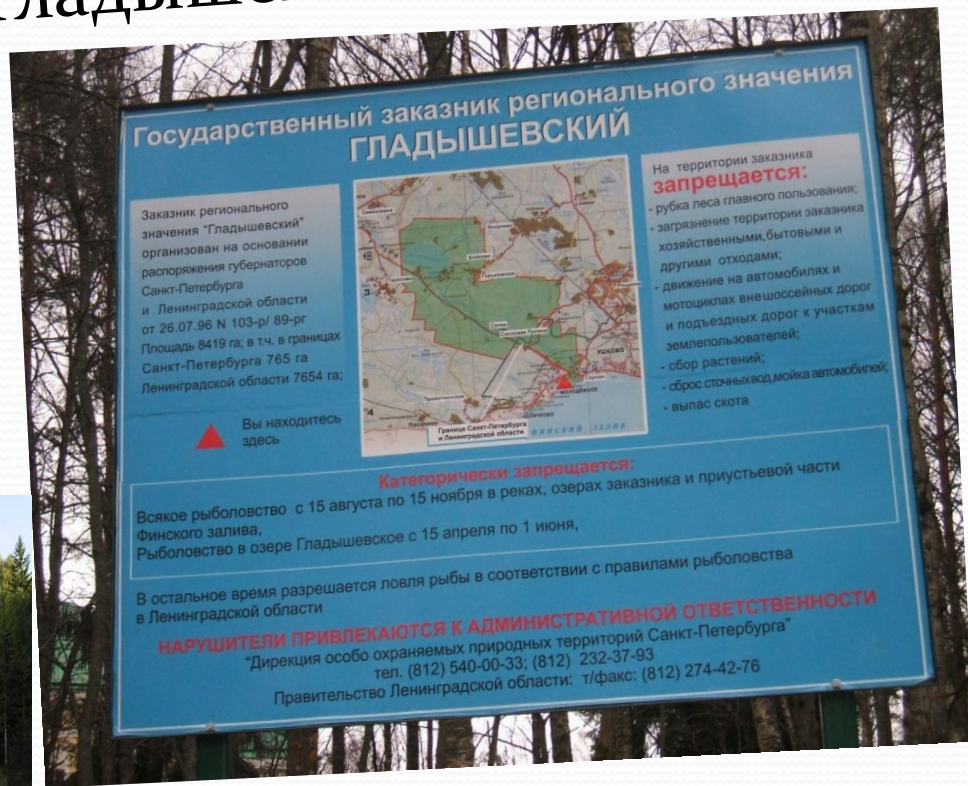 Государственный заказник регионального значения
ГЛАДЫШЕВСКИЙ
Заказник регионального
значения "Гладышевский"
организован на основании
распоряжения губернаторов
Санкт-Петербурга
и Ленинградской области
от 26.07.96 N 103-р/ 89-рг
Площадь 8419 га; в т.ч. в границах
Санкт-Петербурга 765 га
Ленинградской области 7654 га;
Вы находитесь
здесь
УШКОВО
МОЛОДЁЖНОЕ
Граница Санкт-Петербурга
и Ленинградской области
ФИНСКИЙ ЗАЛИВ
На территории заказника
запрещается:
- рубка леса главного пользования;
- загрязнение территории заказника
хозяйственными,бытовыми и
другими отходами;
- движение на автомобилях и
мотоциклах внешоссейных дорог
и подъездных дорог к участкам
землепользователей;
- сбор растений;
- сброс сточных вод,мойка автомобилей;
- выпас скота
Категорически запрещается:
Всякое рыболовство с 15 августа по 15 ноября в реках, озерах заказника и приустьевой части
Финского залива,
Рыболовство в озере Гладышевское с 15 апреля по 1 июня,
В остальное время разрешается ловля рыбы в соответствии с правилами рыболовства
в Ленинградской области
НАРУШИТЕЛИ ПРИВЛЕКАЮТСЯ К АДМИНИСТРАТИВНОЙ ОТВЕТСТВЕННОСТИ
"Дирекция особо охраняемых природных территорий Санкт-Петербурга"
тел. (812) 540-00-33; (812) 232-37-93
Правительство Ленинградской области: т/факс: (812) 274-42-76